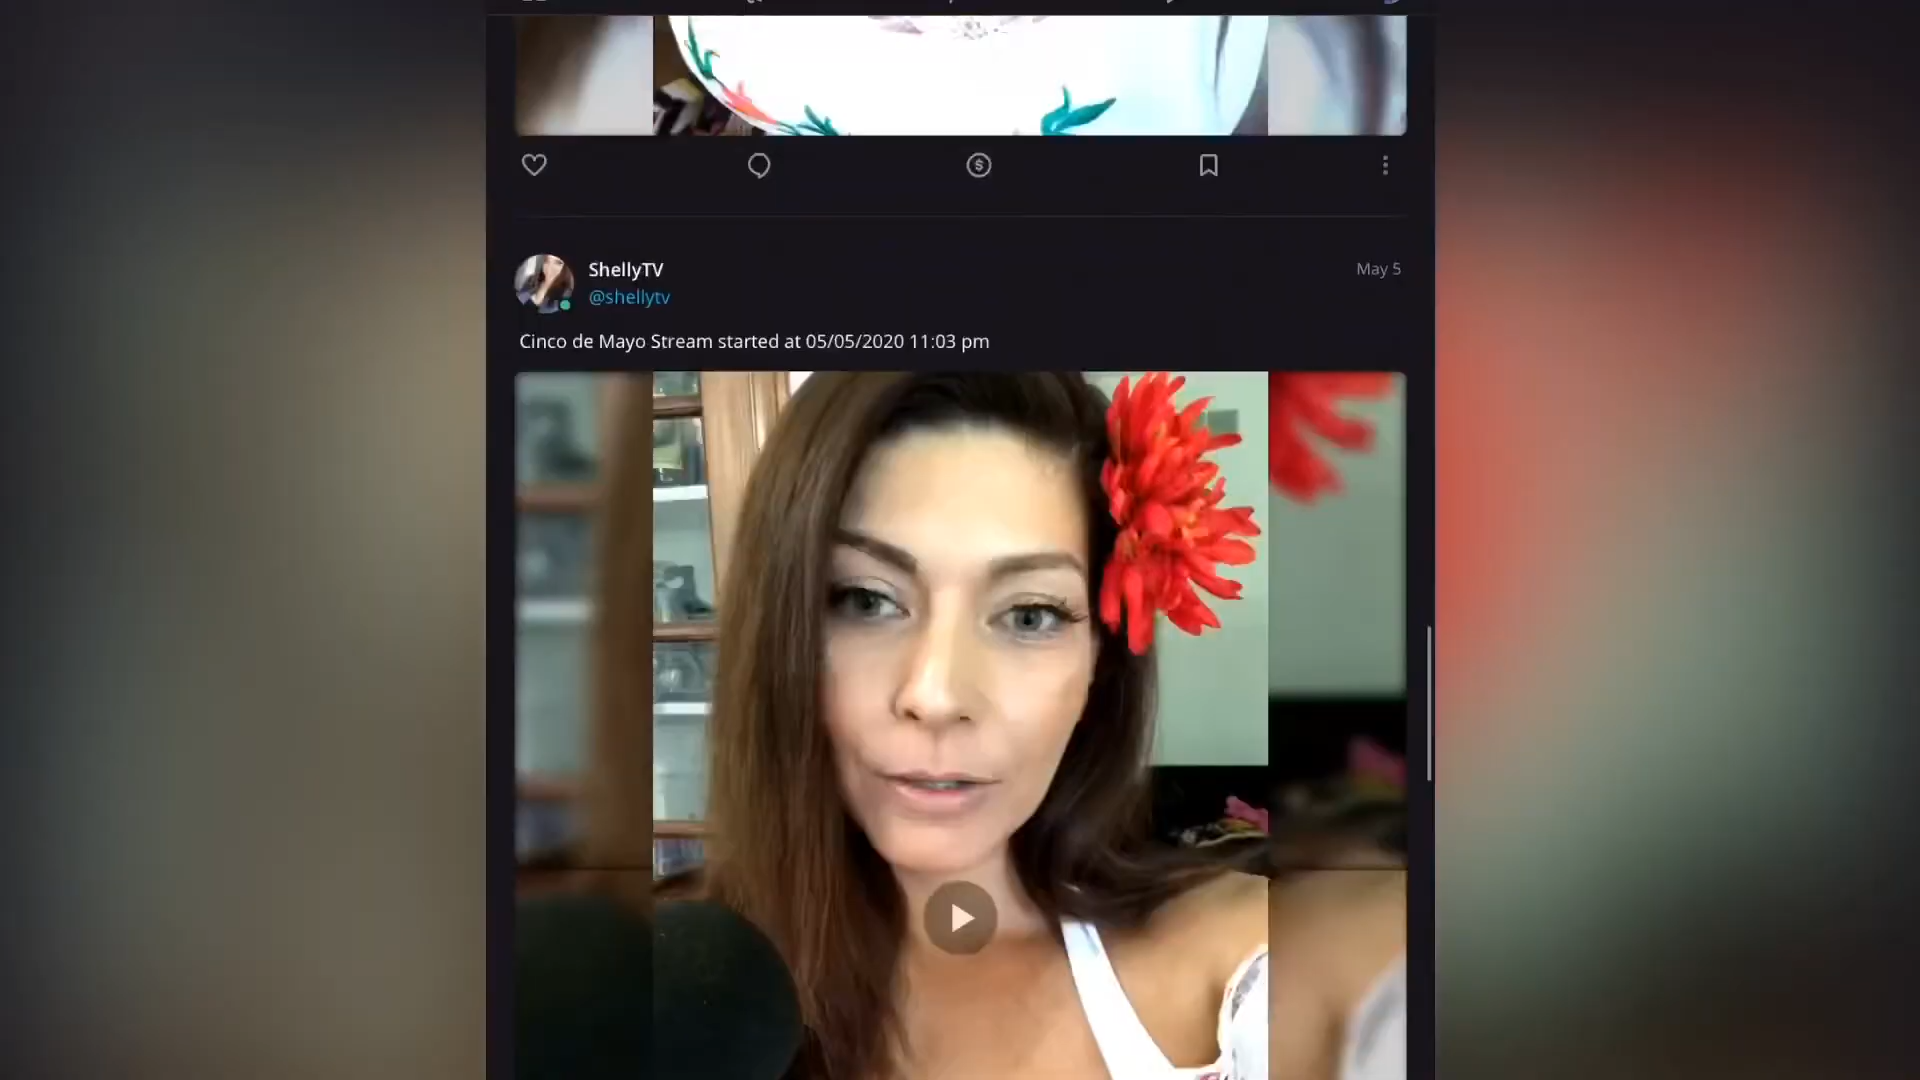 ShellyTV
May 5
@shellytv
Cinco de Mayo Stream started at 05/05/2020 11:03 pm